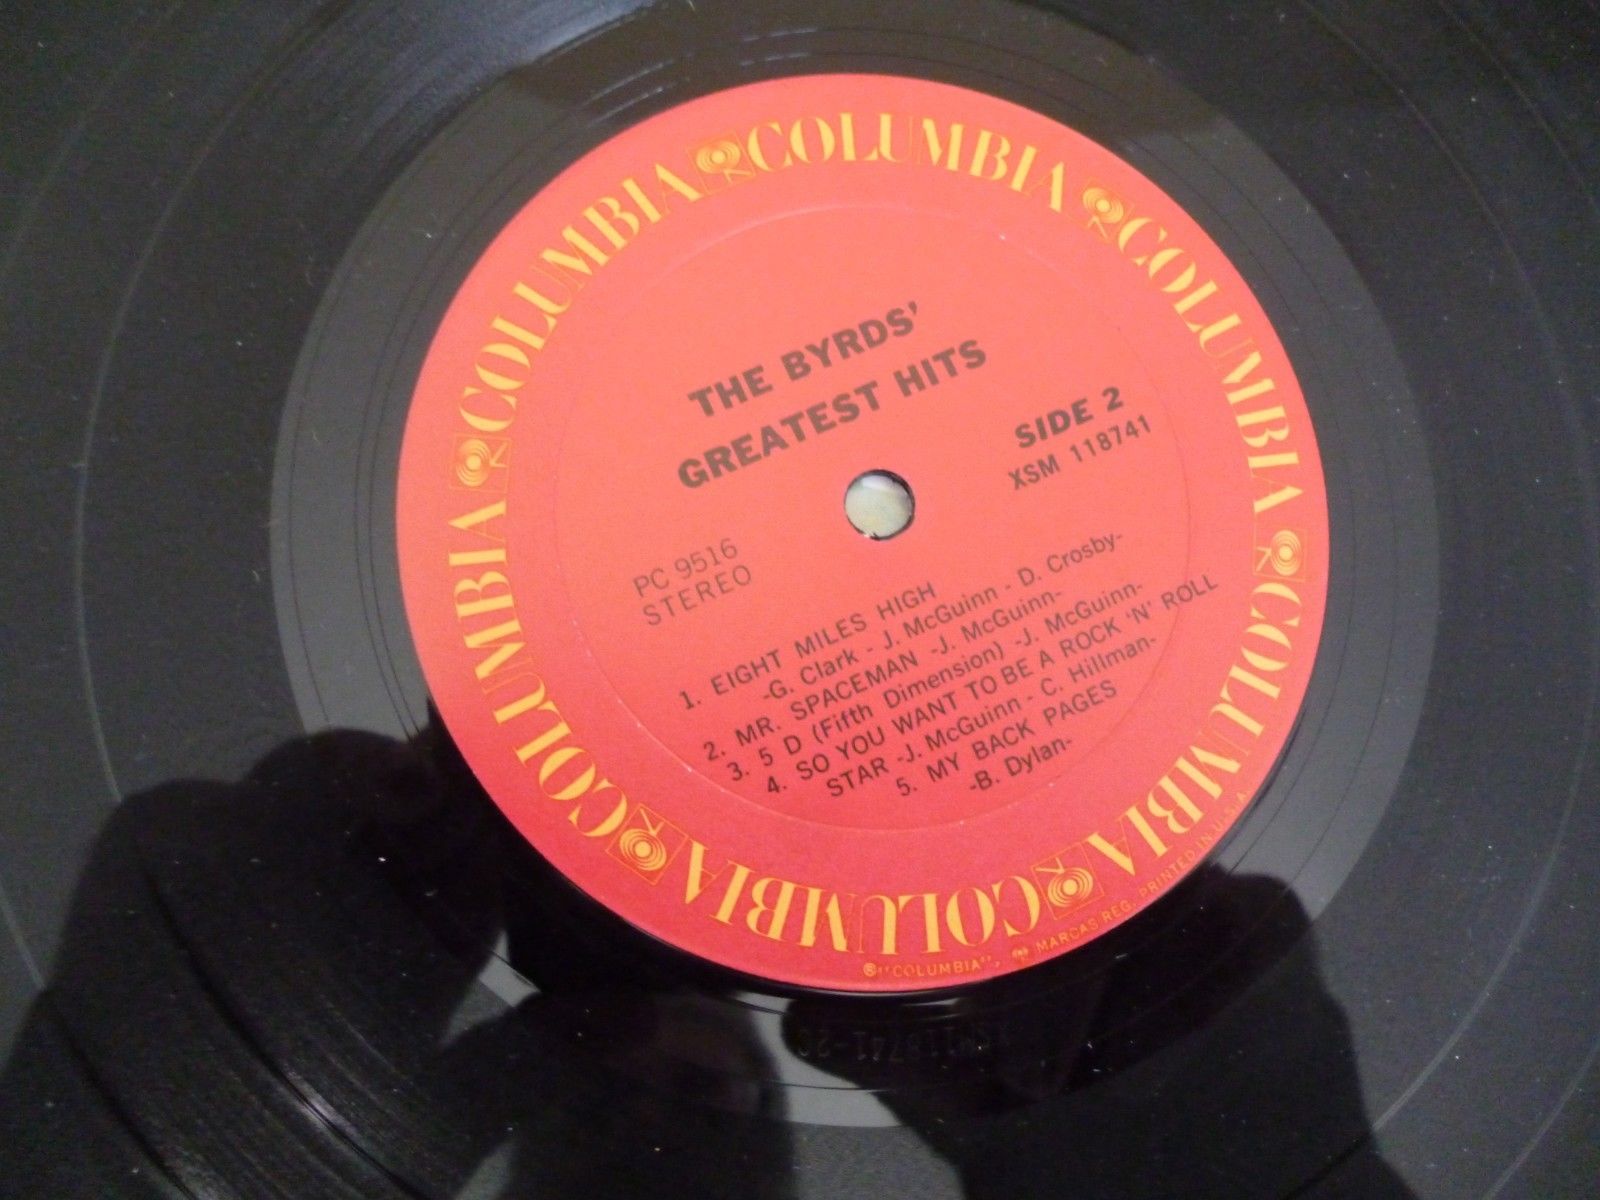 COLUMBIA COLUMBIA COLUMBIA COLUMBIA COLUMBIA COLUMBIA
THE BYRDS'
GREATEST HITS
SIDE 2
XSM 118741
PC 9516
STEREO
1. EIGHT MILES HIGH
-G. Clark - J. McGuinn - D. Crosby-
2. MR. SPACEMAN -J. McGuinn-
3. 5 D (Fifth Dimension) -J. McGuinn-
4. SO YOU WANT TO BE A ROCK 'N' ROLL
STAR -J. McGuinn - C. Hillman-
5. MY BACK PAGES
-B. Dylan-
® "COLUMBIA", MARCAS REG. PRINTED IN U.S.A.